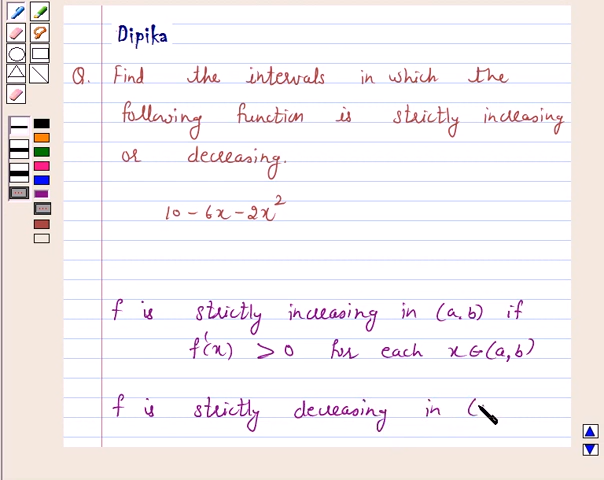 Dipika
Q. Find the intervals in which the
following function is strictly increasing
or decreasing.
10 - 6x - 2x²
f is strictly increasing in (a, b) if
f'(x) > 0 for each x ∈ (a, b)
f is strictly decreasing in (